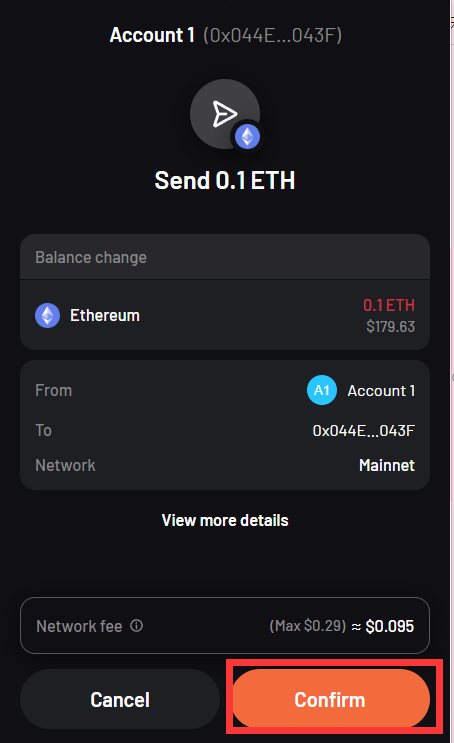 Account 1 (0x044E...043F)
Send 0.1 ETH
Balance change
Ethereum 0.1 ETH
$179.63
From A1 Account 1
To 0x044E...043F
Network Mainnet
View more details
Network fee (Max $0.29) ≈ $0.095
Cancel Confirm